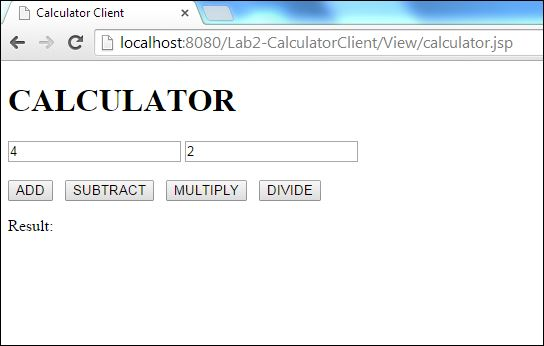 Calculator Client
localhost:8080/Lab2-CalculatorClient/View/calculator.jsp
CALCULATOR
4 2
ADD SUBTRACT MULTIPLY DIVIDE
Result: